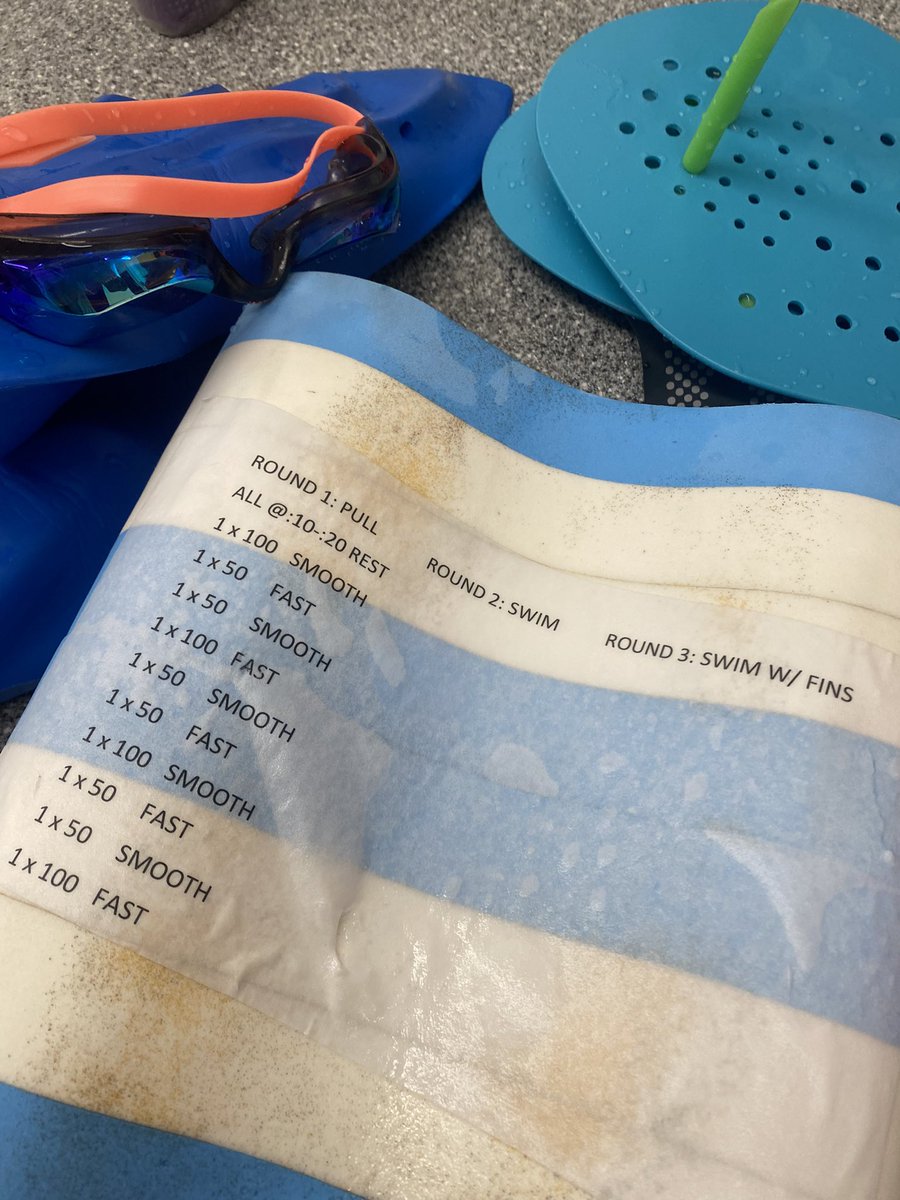 ROUND 1: PULL
ALL @:10-:20 REST
1 x 100 SMOOTH
1 x 50 FAST
1 x 50 SMOOTH
1 x 100 FAST
1 x 50 SMOOTH
1 x 50 FAST
1 x 100 SMOOTH
1 x 50 FAST
1 x 50 SMOOTH
1 x 100 FAST
ROUND 2: SWIM
ROUND 3: SWIM W/ FINS